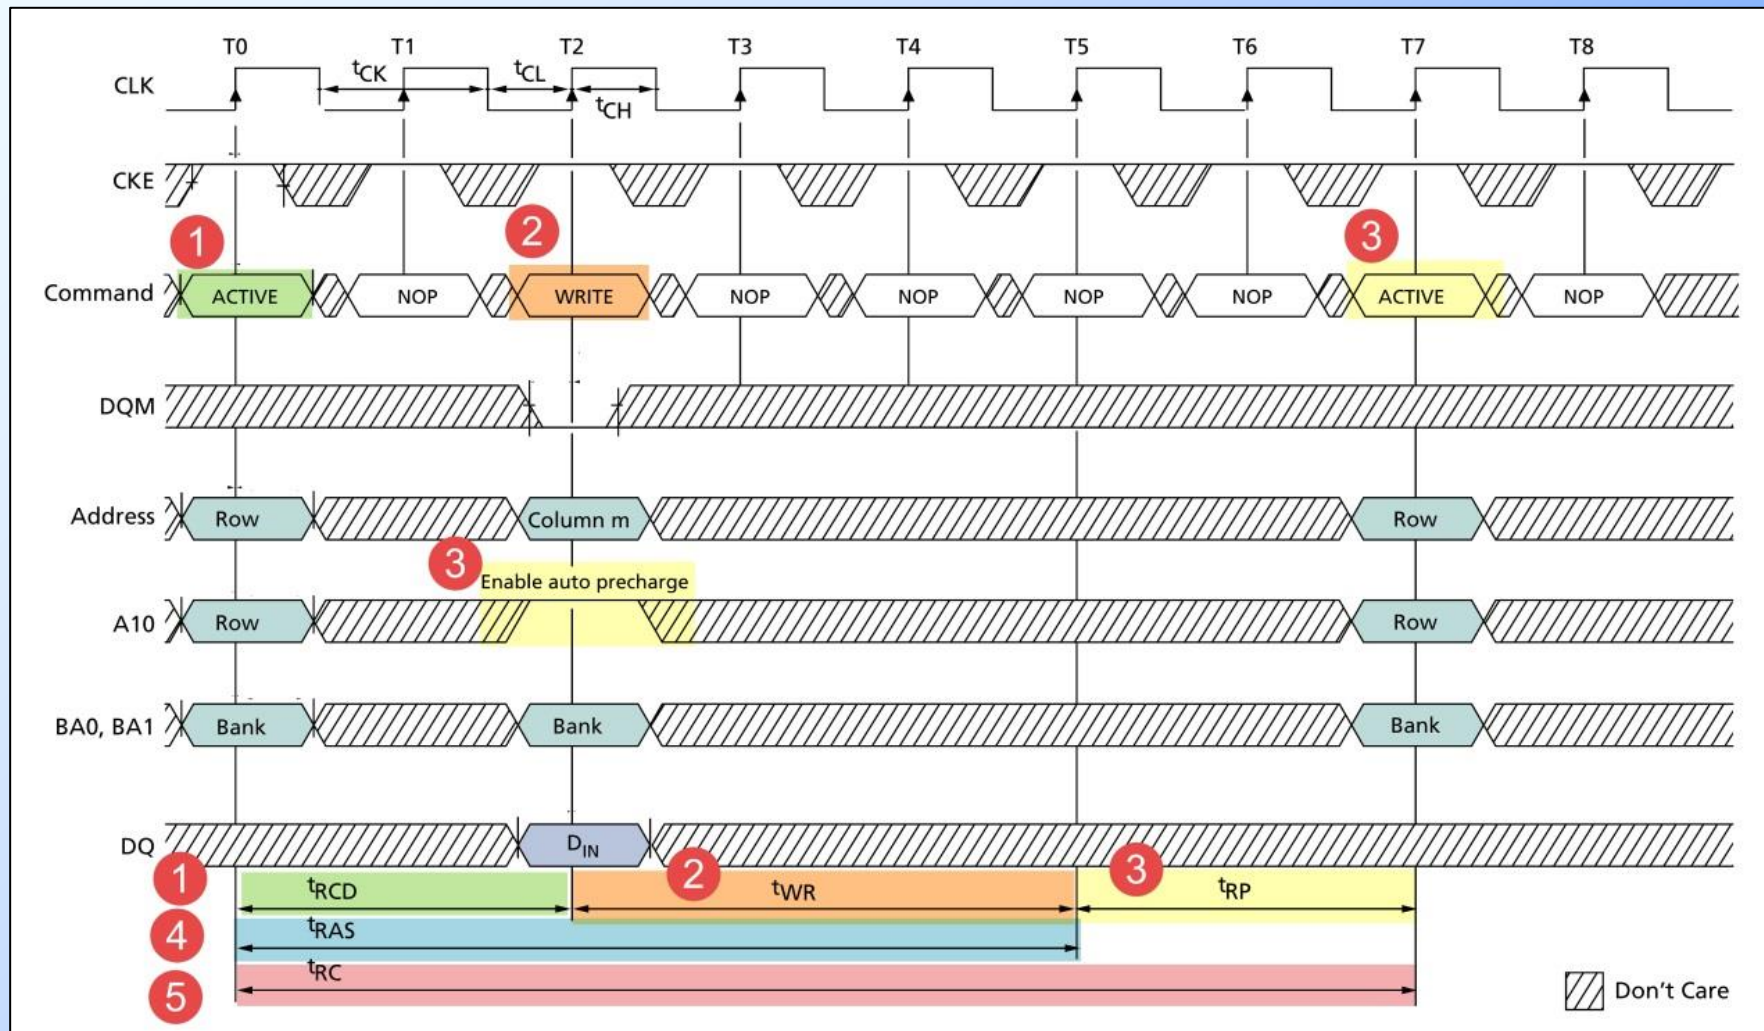 T0 T1 T2 T3 T4 T5 T6 T7 T8
CLK
tCK tCL
tCH
CKE
1 2 3
Command ACTIVE NOP WRITE NOP NOP NOP NOP ACTIVE NOP
DQM
Address Row Column m Row
3 Enable auto precharge
A10 Row Row
BA0, BA1 Bank Bank Bank
DQ DIN
1 tRCD 2 tWR 3 tRP
4 tRAS
5 tRC
Don't Care